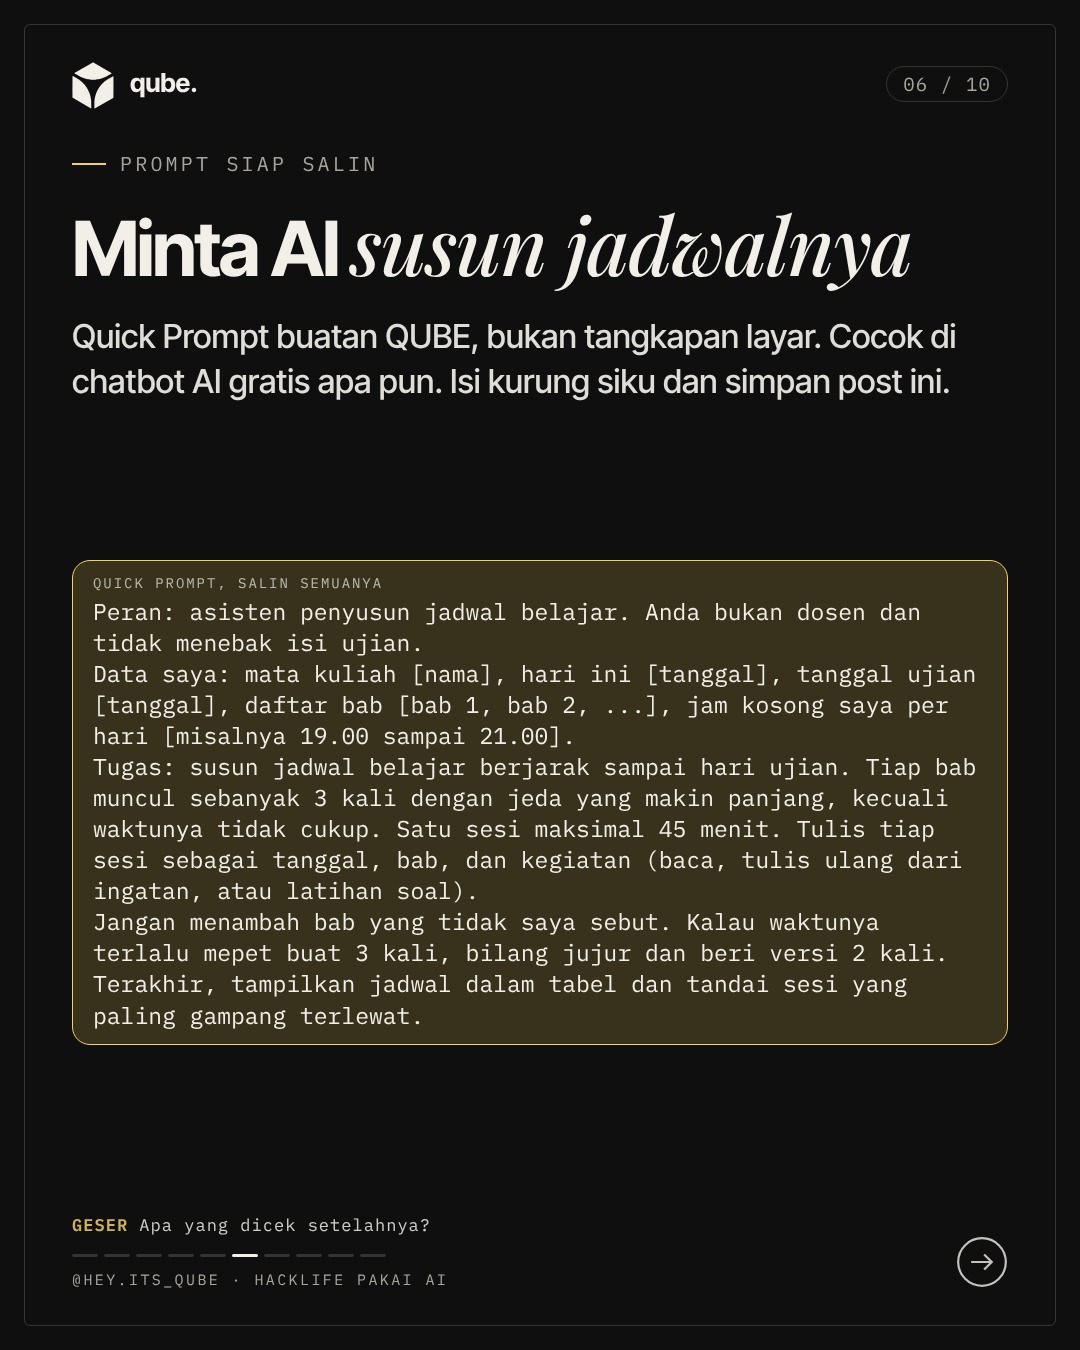 qube.
06 / 10
PROMPT SIAP SALIN
Minta AI susun jadwalnya
Quick Prompt buatan QUBE, bukan tangkapan layar. Cocok di
chatbot AI gratis apa pun. Isi kurung siku dan simpan post ini.
QUICK PROMPT, SALIN SEMUANYA
Peran: asisten penyusun jadwal belajar. Anda bukan dosen dan
tidak menebak isi ujian.
Data saya: mata kuliah [nama], hari ini [tanggal], tanggal ujian
[tanggal], daftar bab [bab 1, bab 2, ...], jam kosong saya per
hari [misalnya 19.00 sampai 21.00].
Tugas: susun jadwal belajar berjarak sampai hari ujian. Tiap bab
muncul sebanyak 3 kali dengan jeda yang makin panjang, kecuali
waktunya tidak cukup. Satu sesi maksimal 45 menit. Tulis tiap
sesi sebagai tanggal, bab, dan kegiatan (baca, tulis ulang dari
ingatan, atau latihan soal).
Jangan menambah bab yang tidak saya sebut. Kalau waktunya
terlalu mepet buat 3 kali, bilang jujur dan beri versi 2 kali.
Terakhir, tampilkan jadwal dalam tabel dan tandai sesi yang
paling gampang terlewat.
GESER Apa yang dicek setelahnya?
@HEY.ITS_QUBE · HACKLIFE PAKAI AI